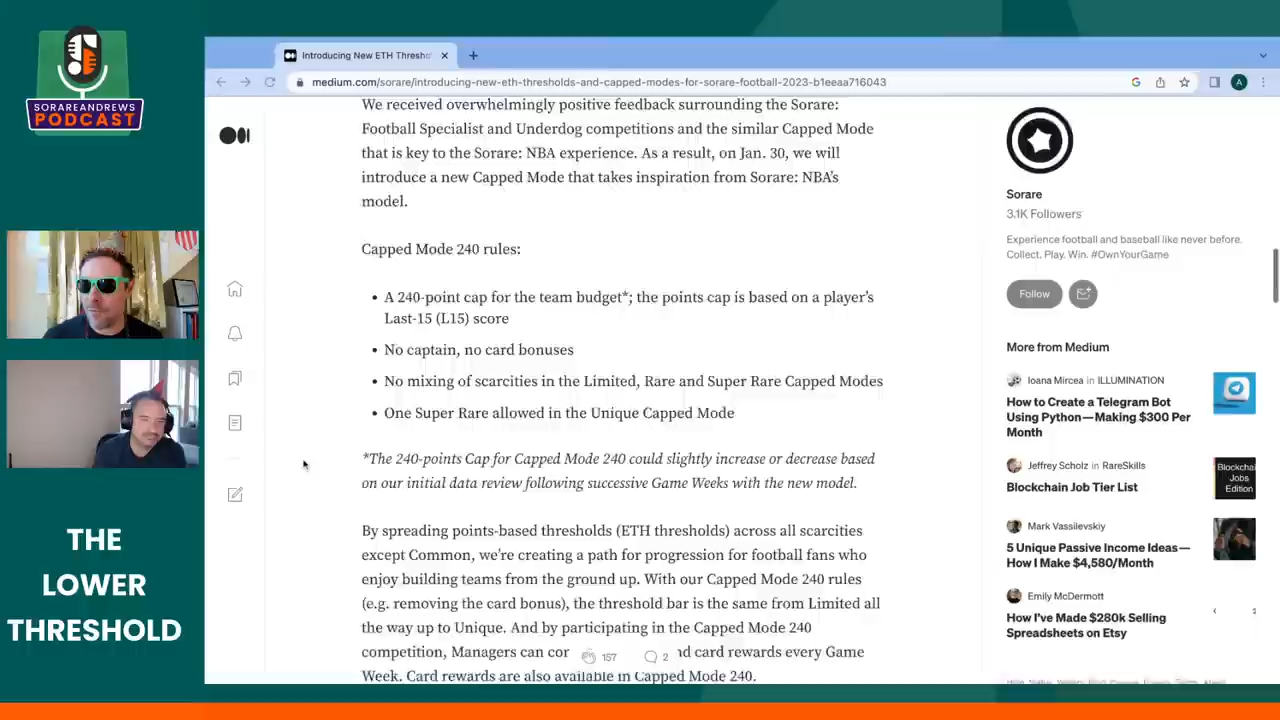 SORAREANDREWS
PODCAST
THE
LOWER
THRESHOLD
Introducing New ETH Thresho
medium.com/sorare/introducing-new-eth-thresholds-and-capped-modes-for-sorare-football-2023-b1eeaa716043
A
We received overwhelmingly positive feedback surrounding the Sorare:
Football Specialist and Underdog competitions and the similar Capped Mode
that is key to the Sorare: NBA experience. As a result, on Jan. 30, we will
introduce a new Capped Mode that takes inspiration from Sorare: NBA's
model.
Capped Mode 240 rules:
• A 240-point cap for the team budget*; the points cap is based on a player's
Last-15 (L15) score
• No captain, no card bonuses
• No mixing of scarcities in the Limited, Rare and Super Rare Capped Modes
• One Super Rare allowed in the Unique Capped Mode
*The 240-points Cap for Capped Mode 240 could slightly increase or decrease based
on our initial data review following successive Game Weeks with the new model.
By spreading points-based thresholds (ETH thresholds) across all scarcities
except Common, we're creating a path for progression for football fans who
enjoy building teams from the ground up. With our Capped Mode 240 rules
(e.g. removing the card bonus), the threshold bar is the same from Limited all
the way up to Unique. And by participating in the Capped Mode 240
competition, Managers can cor 157 2 nd card rewards every Game
Week. Card rewards are also available in Capped Mode 240.
Sorare
3.1K Followers
Experience football and baseball like never before.
Collect. Play. Win. #OwnYourGame
Follow
More from Medium
Ioana Mircea in ILLUMINATION
How to Create a Telegram Bot
Using Python—Making $300 Per
Month
Jeffrey Scholz in RareSkills
Blockchain Job Tier List
Blockchai
Jobs
Edition
Mark Vassilevskiy
5 Unique Passive Income Ideas—
How I Make $4,580/Month
Emily McDermott
How I've Made $280k Selling
Spreadsheets on Etsy